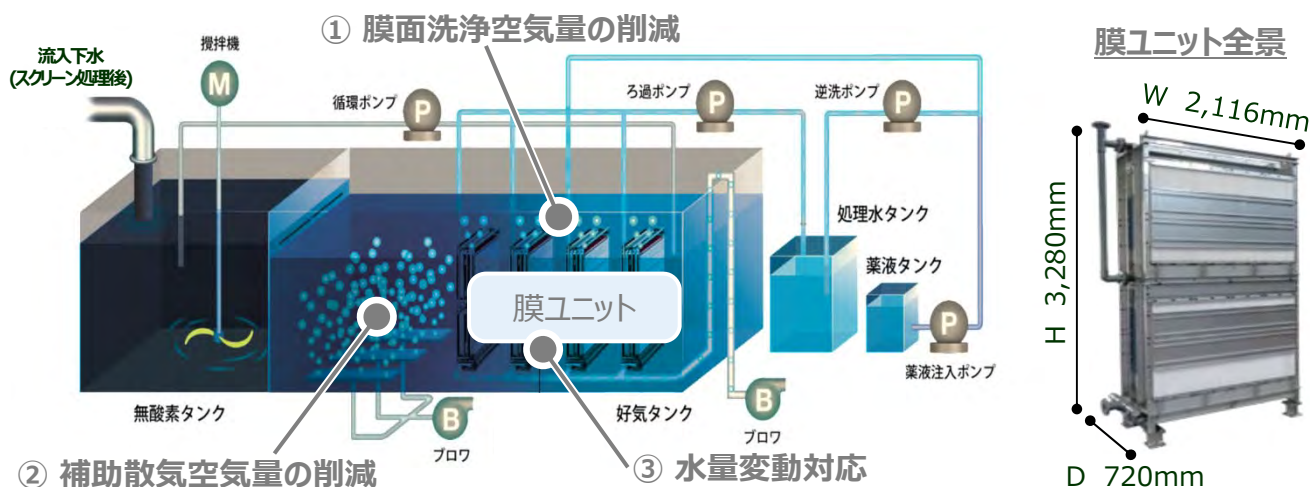 ① 膜面洗浄空気量の削減
膜ユニット全景
流入下水
(スクリーン処理後)
攪拌機
M
循環ポンプ
P
ろ過ポンプ
P
逆洗ポンプ
P
W 2,116mm
H 3,280mm
D 720mm
処理水タンク
薬液タンク
P
薬液注入ポンプ
膜ユニット
無酸素タンク
B
ブロワ
好気タンク
B
ブロワ
② 補助散気空気量の削減
③ 水量変動対応